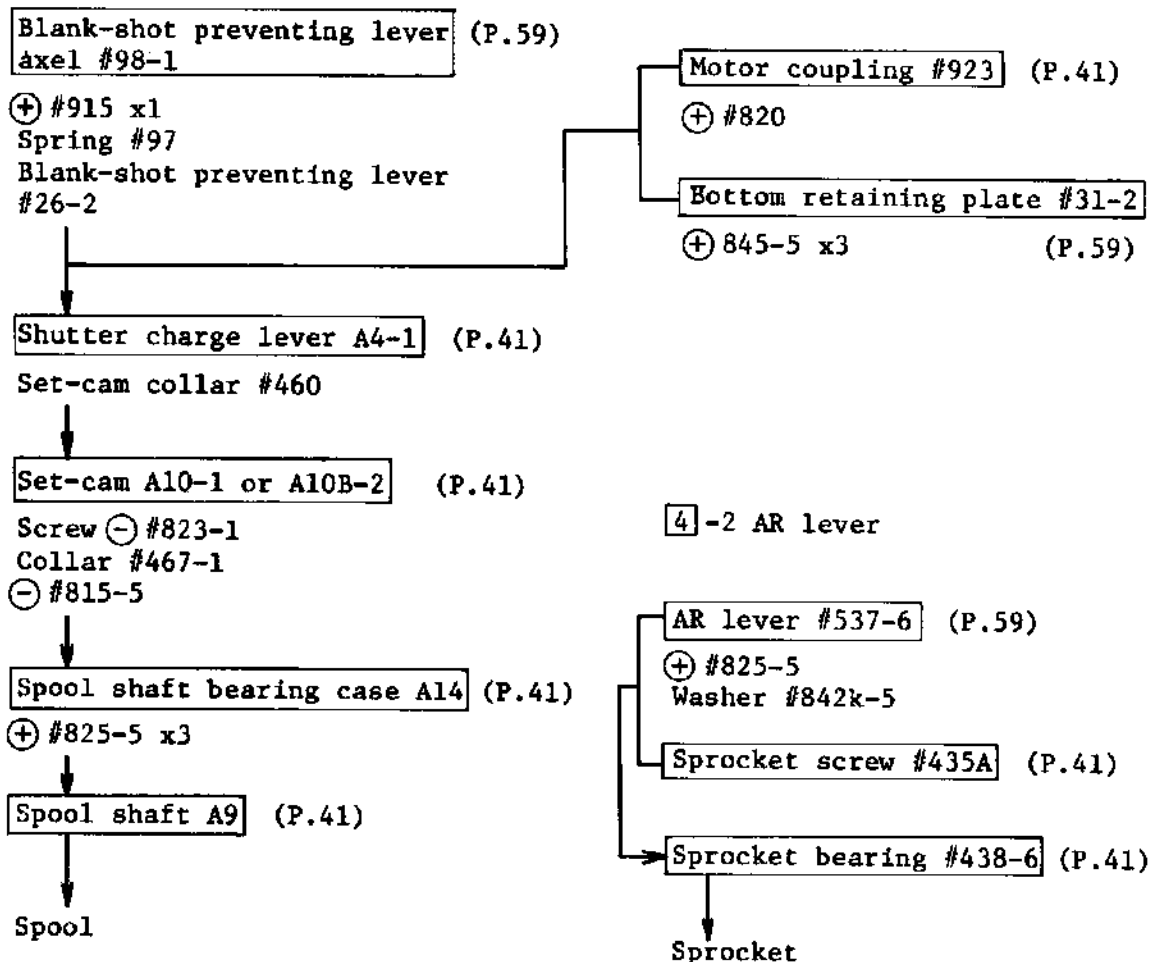 Blank-shot preventing lever (P.59)
axel #98-1
⊕ #915 x1
Spring #97
Blank-shot preventing lever
#26-2
Motor coupling #923 (P.41)
⊕ #820
Bottom retaining plate #31-2
⊕ 845-5 x3 (P.59)
Shutter charge lever A4-1 (P.41)
Set-cam collar #460
Set-cam A10-1 or A10B-2 (P.41)
Screw ⊖ #823-1
Collar #467-1
⊖ #815-5
Spool shaft bearing case A14 (P.41)
⊕ #825-5 x3
Spool shaft A9 (P.41)
Spool
4 -2 AR lever
AR lever #537-6 (P.59)
⊕ #825-5
Washer #842k-5
Sprocket screw #435A (P.41)
Sprocket bearing #438-6 (P.41)
Sprocket